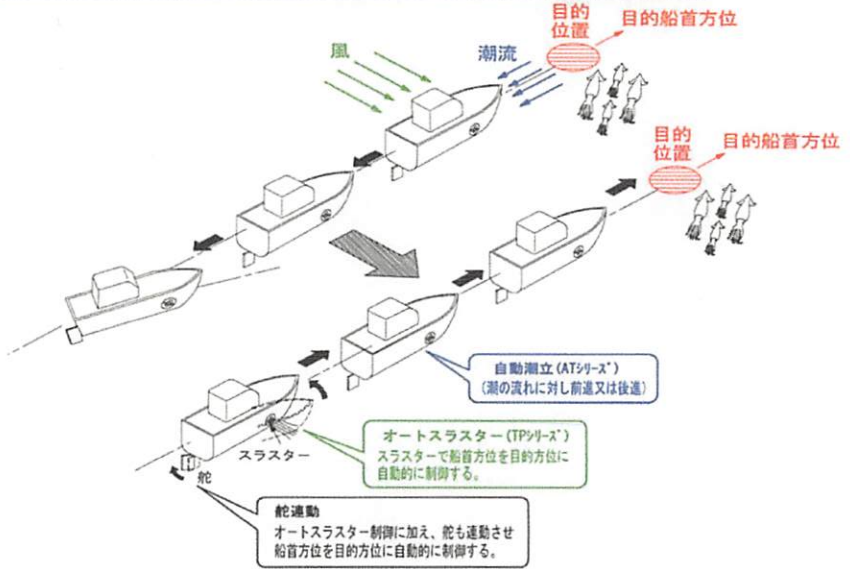 目的
位置
目的船首方位
風
潮流
目的
位置
目的船首方位
自動潮立(ATシリーズ)
(潮の流れに対し前進又は後進)
オートスラスター(TPシリーズ)
スラスターで船首方位を目的方位に
自動的に制御する。
スラスター
舵
舵連動
オートスラスター制御に加え、舵も連動させ
船首方位を目的方位に自動的に制御する。